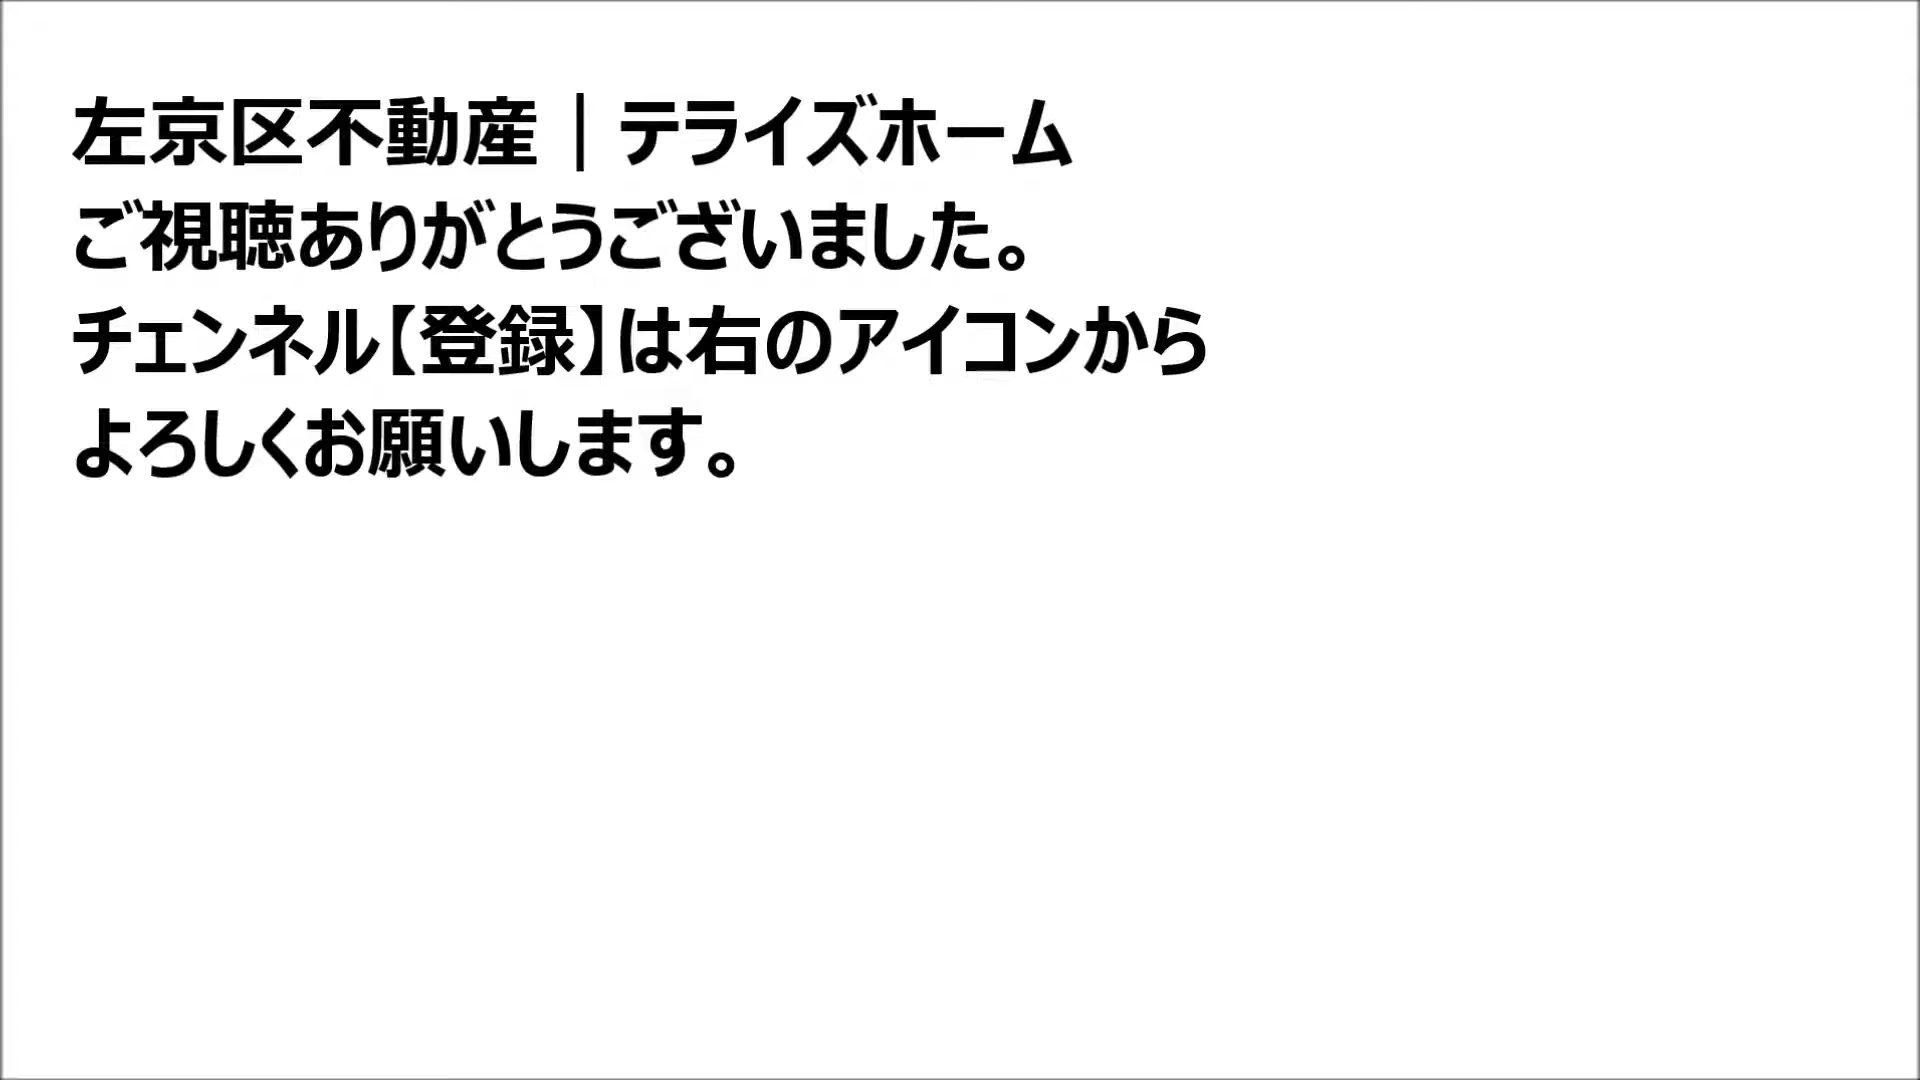 左京区不動産｜テライズホーム
ご視聴ありがとうございました。
チェンネル【登録】は右のアイコンから
よろしくお願いします。